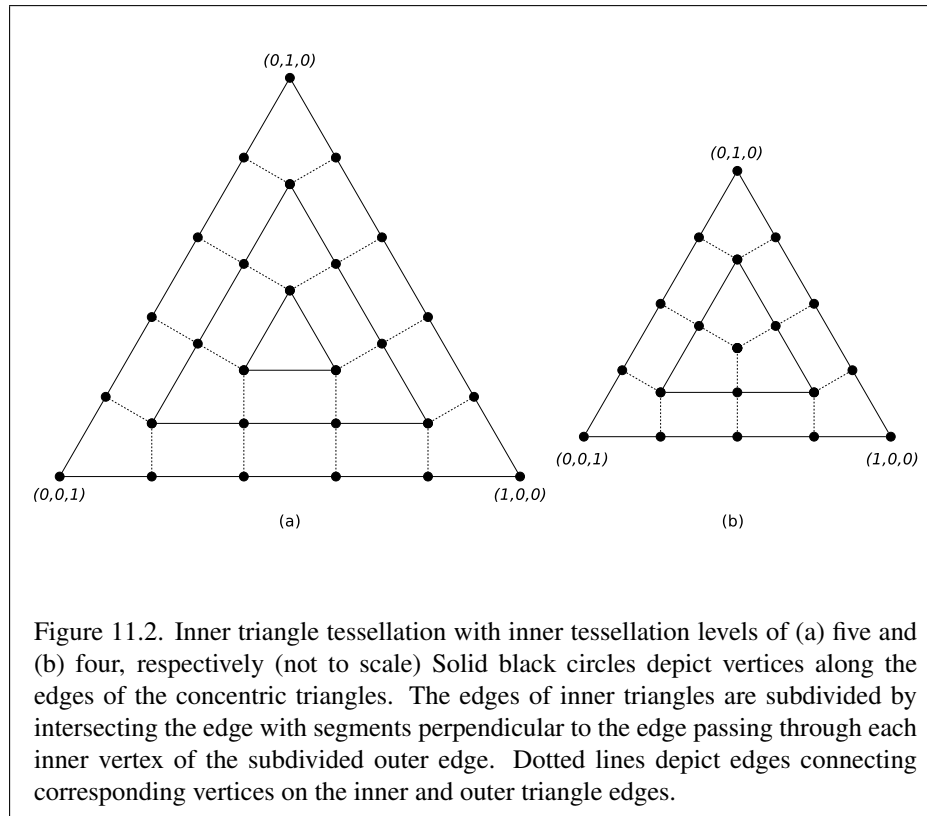 (0,1,0)
(0,1,0)
(0,0,1)
(1,0,0)
(0,0,1)
(1,0,0)
(a)
(b)
Figure 11.2. Inner triangle tessellation with inner tessellation levels of (a) five and
(b) four, respectively (not to scale) Solid black circles depict vertices along the
edges of the concentric triangles. The edges of inner triangles are subdivided by
intersecting the edge with segments perpendicular to the edge passing through each
inner vertex of the subdivided outer edge. Dotted lines depict edges connecting
corresponding vertices on the inner and outer triangle edges.